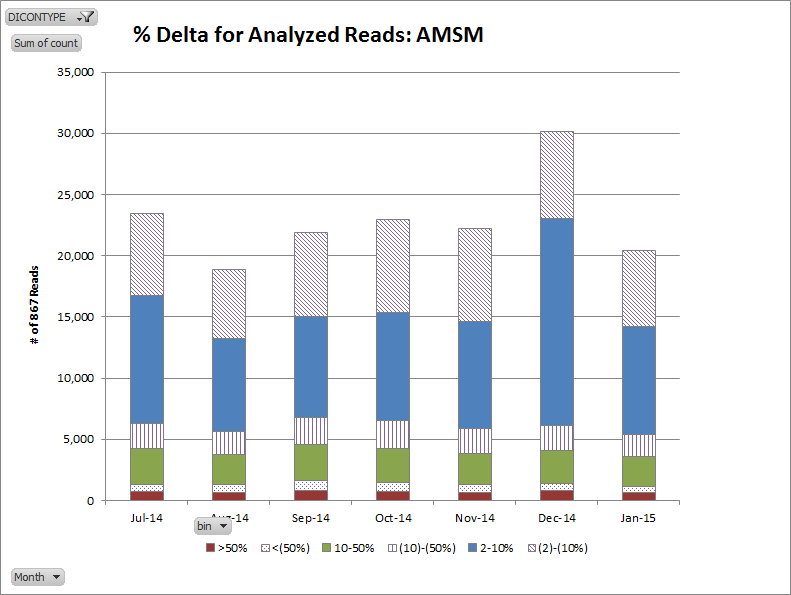 DICONTYPE
Sum of count
% Delta for Analyzed Reads: AMSM
35,000
30,000
25,000
20,000
15,000
10,000
5,000
0
# of 867 Reads
Jul-14 Aug-14 Sep-14 Oct-14 Nov-14 Dec-14 Jan-15
bin
>50% <(50%) 10-50% (10)-(50%) 2-10% (2)-(10%)
Month